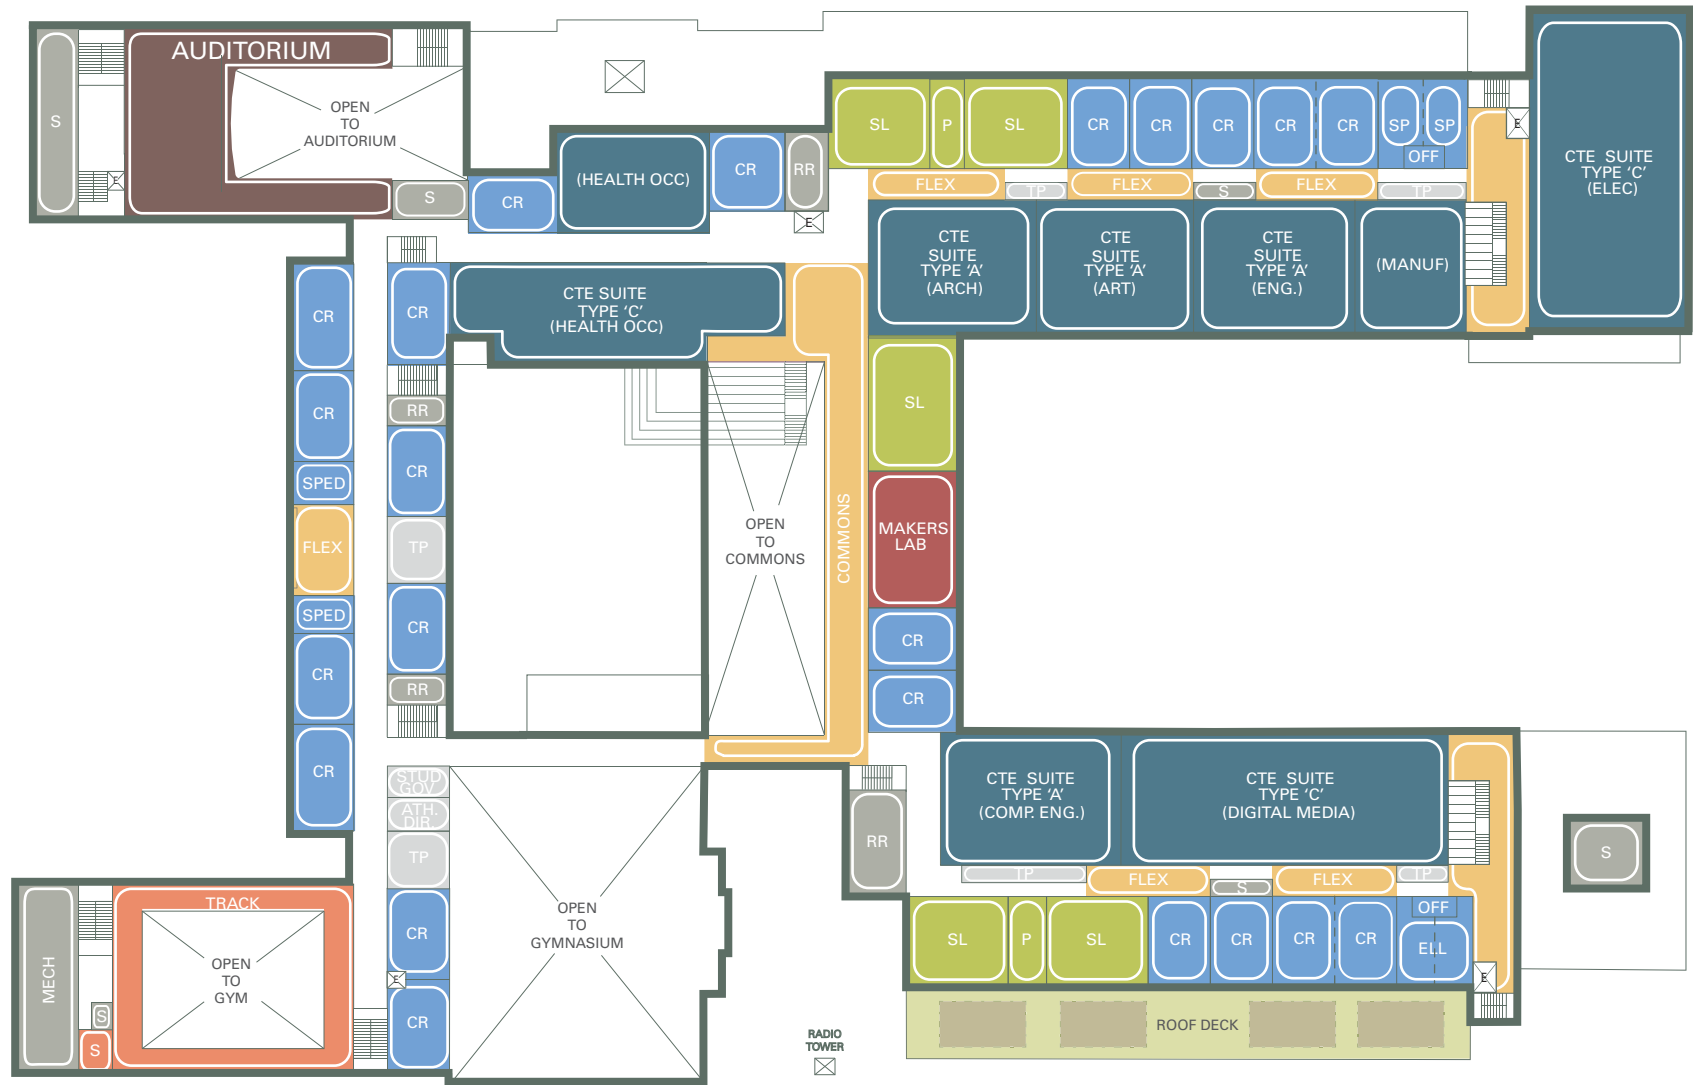 AUDITORIUM
S
OPEN
TO
AUDITORIUM
E
S
CR
(HEALTH OCC)
CR
RR
E
SL
P
SL
CR
CR
CR
CR
CR
SP
SP
OFF
E
CTE SUITE
TYPE 'C'
(ELEC)
FLEX
TP
FLEX
S
FLEX
TP
CTE
SUITE
TYPE 'A'
(ARCH)
CTE
SUITE
TYPE 'A'
(ART)
CTE
SUITE
TYPE 'A'
(ENG.)
(MANUF)
CR
CR
CTE SUITE
TYPE 'C'
(HEALTH OCC)
CR
RR
SPED
CR
FLEX
TP
SPED
CR
CR
RR
CR
OPEN
TO
COMMONS
COMMONS
SL
MAKERS
LAB
CR
CR
STUD
GOV
ATH.
DIR.
TP
CR
E
CR
OPEN
TO
GYMNASIUM
RR
CTE SUITE
TYPE 'A'
(COMP. ENG.)
CTE SUITE
TYPE 'C'
(DIGITAL MEDIA)
S
TP
FLEX
S
FLEX
TP
SL
P
SL
CR
CR
CR
CR
OFF
ELL
E
ROOF DECK
MECH
TRACK
OPEN
TO
GYM
S
S
RADIO
TOWER